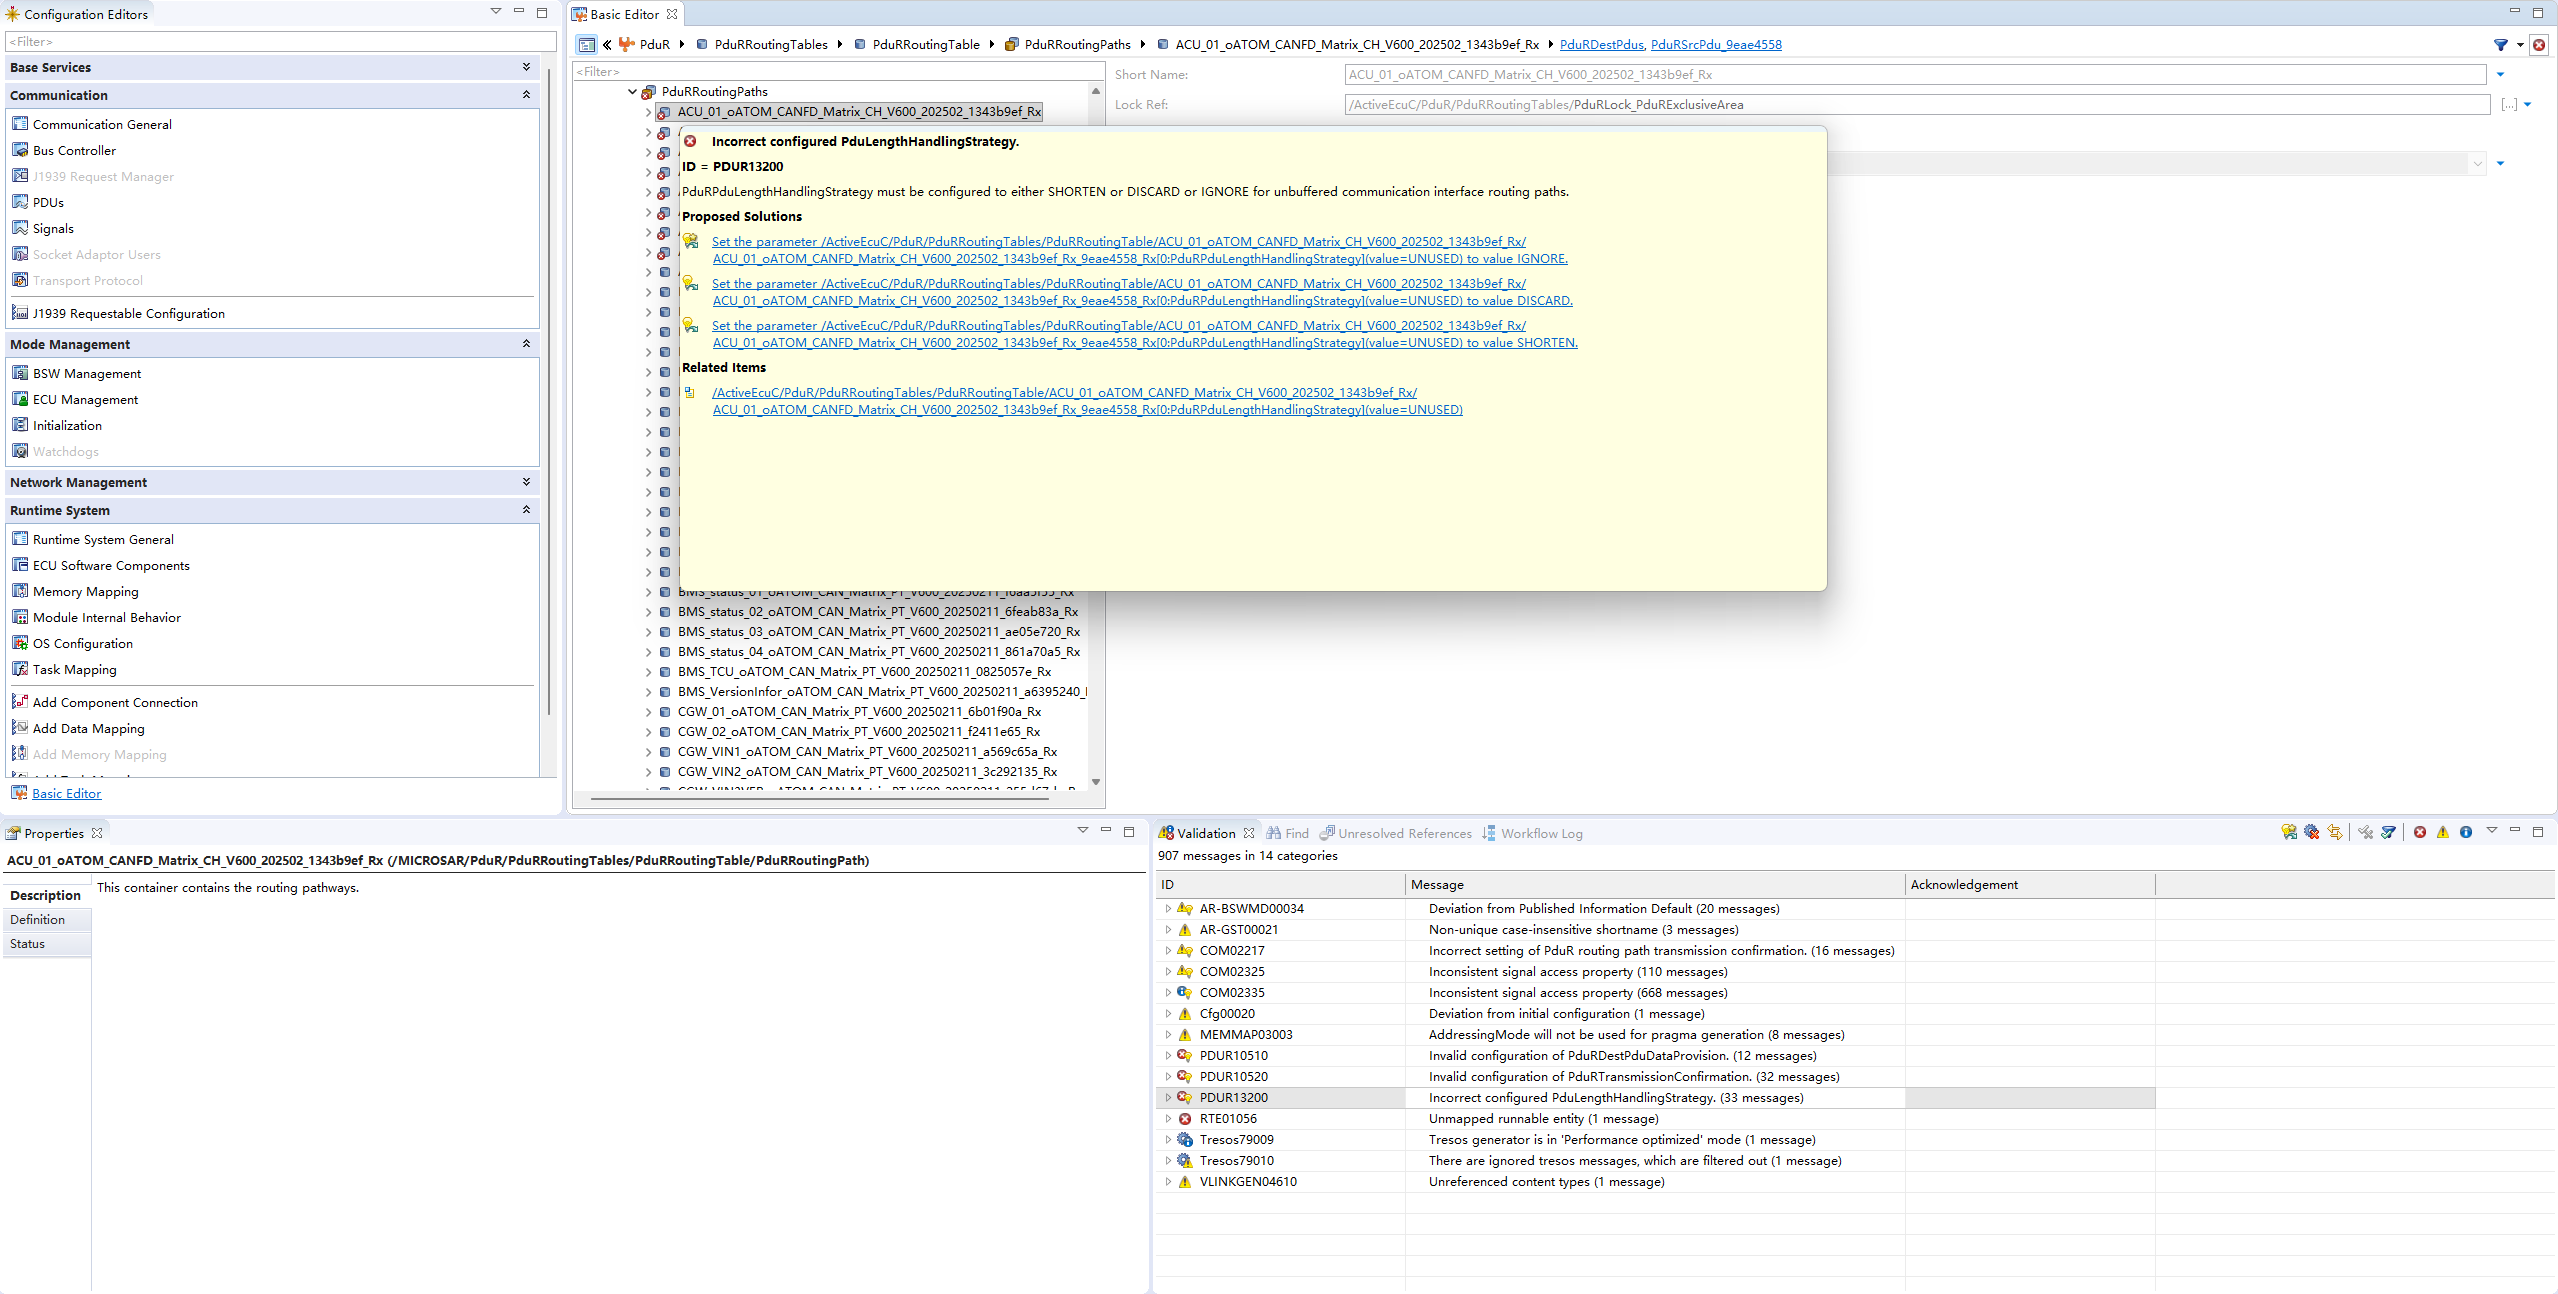 Configuration Editors
<Filter>
Base Services
Communication
Communication General
Bus Controller
J1939 Request Manager
PDUs
Signals
Socket Adaptor Users
Transport Protocol
J1939 Requestable Configuration
Mode Management
BSW Management
ECU Management
Initialization
Watchdogs
Network Management
Runtime System
Runtime System General
ECU Software Components
Memory Mapping
Module Internal Behavior
OS Configuration
Task Mapping
Add Component Connection
Add Data Mapping
Add Memory Mapping
Basic Editor
Basic Editor
PduR PduRRoutingTables PduRRoutingTable PduRRoutingPaths ACU_01_oATOM_CANFD_Matrix_CH_V600_202502_1343b9ef_Rx PduRDestPdus, PduRSrcPdu_9eae4558
<Filter>
PduRRoutingPaths
ACU_01_oATOM_CANFD_Matrix_CH_V600_202502_1343b9ef_Rx
Short Name: ACU_01_oATOM_CANFD_Matrix_CH_V600_202502_1343b9ef_Rx
Lock Ref: /ActiveEcuC/PduR/PduRRoutingTables/PduRLock_PduRExclusiveArea [...]
Incorrect configured PduLengthHandlingStrategy.
ID = PDUR13200
PduRPduLengthHandlingStrategy must be configured to either SHORTEN or DISCARD or IGNORE for unbuffered communication interface routing paths.
Proposed Solutions
Set the parameter /ActiveEcuC/PduR/PduRRoutingTables/PduRRoutingTable/ACU_01_oATOM_CANFD_Matrix_CH_V600_202502_1343b9ef_Rx/
ACU_01_oATOM_CANFD_Matrix_CH_V600_202502_1343b9ef_Rx_9eae4558_Rx[0:PduRPduLengthHandlingStrategy](value=UNUSED) to value IGNORE.
Set the parameter /ActiveEcuC/PduR/PduRRoutingTables/PduRRoutingTable/ACU_01_oATOM_CANFD_Matrix_CH_V600_202502_1343b9ef_Rx/
ACU_01_oATOM_CANFD_Matrix_CH_V600_202502_1343b9ef_Rx_9eae4558_Rx[0:PduRPduLengthHandlingStrategy](value=UNUSED) to value DISCARD.
Set the parameter /ActiveEcuC/PduR/PduRRoutingTables/PduRRoutingTable/ACU_01_oATOM_CANFD_Matrix_CH_V600_202502_1343b9ef_Rx/
ACU_01_oATOM_CANFD_Matrix_CH_V600_202502_1343b9ef_Rx_9eae4558_Rx[0:PduRPduLengthHandlingStrategy](value=UNUSED) to value SHORTEN.
Related Items
/ActiveEcuC/PduR/PduRRoutingTables/PduRRoutingTable/ACU_01_oATOM_CANFD_Matrix_CH_V600_202502_1343b9ef_Rx/
ACU_01_oATOM_CANFD_Matrix_CH_V600_202502_1343b9ef_Rx_9eae4558_Rx[0:PduRPduLengthHandlingStrategy](value=UNUSED)
BMS_status_02_oATOM_CAN_Matrix_PT_V600_20250211_6feab83a_Rx
BMS_status_03_oATOM_CAN_Matrix_PT_V600_20250211_ae05e720_Rx
BMS_status_04_oATOM_CAN_Matrix_PT_V600_20250211_861a70a5_Rx
BMS_TCU_oATOM_CAN_Matrix_PT_V600_20250211_0825057e_Rx
BMS_VersionInfor_oATOM_CAN_Matrix_PT_V600_20250211_a6395240_
CGW_01_oATOM_CAN_Matrix_PT_V600_20250211_6b01f90a_Rx
CGW_02_oATOM_CAN_Matrix_PT_V600_20250211_f2411e65_Rx
CGW_VIN1_oATOM_CAN_Matrix_PT_V600_20250211_a569c65a_Rx
CGW_VIN2_oATOM_CAN_Matrix_PT_V600_20250211_3c292135_Rx
Properties
ACU_01_oATOM_CANFD_Matrix_CH_V600_202502_1343b9ef_Rx (/MICROSAR/PduR/PduRRoutingTables/PduRRoutingTable/PduRRoutingPath)
Description
Definition
Status
This container contains the routing pathways.
Validation Find Unresolved References Workflow Log
907 messages in 14 categories
ID Message Acknowledgement
AR-BSWMD00034 Deviation from Published Information Default (20 messages)
AR-GST00021 Non-unique case-insensitive shortname (3 messages)
COM02217 Incorrect setting of PduR routing path transmission confirmation. (16 messages)
COM02325 Inconsistent signal access property (110 messages)
COM02335 Inconsistent signal access property (668 messages)
Cfg00020 Deviation from initial configuration (1 message)
MEMMAP03003 AddressingMode will not be used for pragma generation (8 messages)
PDUR10510 Invalid configuration of PduRDestPduDataProvision. (12 messages)
PDUR10520 Invalid configuration of PduRTransmissionConfirmation. (32 messages)
PDUR13200 Incorrect configured PduLengthHandlingStrategy. (33 messages)
RTE01056 Unmapped runnable entity (1 message)
Tresos79009 Tresos generator is in 'Performance optimized' mode (1 message)
Tresos79010 There are ignored tresos messages, which are filtered out (1 message)
VLINKGEN04610 Unreferenced content types (1 message)